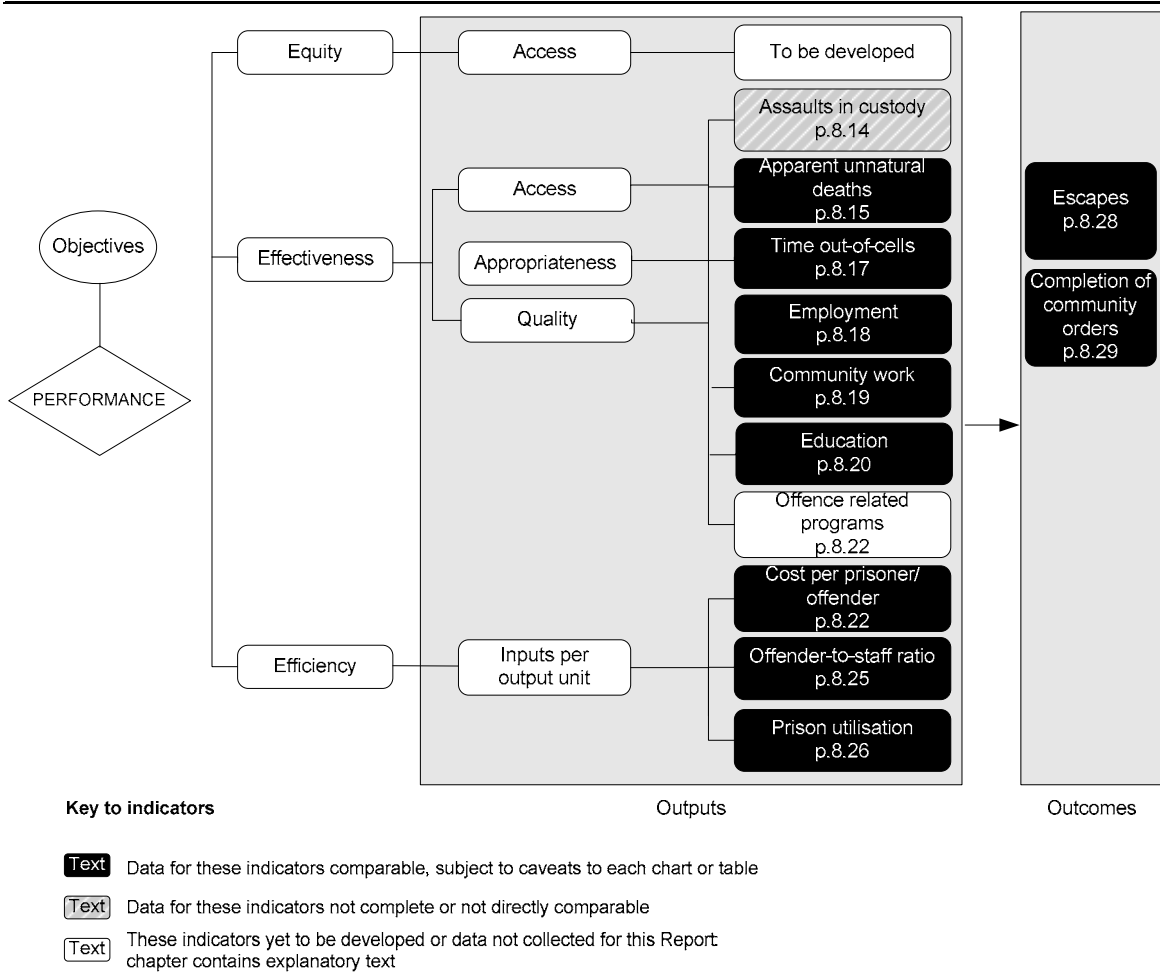 Objectives
PERFORMANCE
Equity
Access
To be developed
Effectiveness
Access
Appropriateness
Quality
Assaults in custody
p.8.14
Apparent unnatural
deaths
p.8.15
Time out-of-cells
p.8.17
Employment
p.8.18
Community work
p.8.19
Education
p.8.20
Offence related
programs
p.8.22
Efficiency
Inputs per
output unit
Cost per prisoner/
offender
p.8.22
Offender-to-staff ratio
p.8.25
Prison utilisation
p.8.26
Escapes
p.8.28
Completion of
community
orders
p.8.29
Outputs
Outcomes
Key to indicators
Text Data for these indicators comparable, subject to caveats to each chart or table
Text Data for these indicators not complete or not directly comparable
Text These indicators yet to be developed or data not collected for this Report
chapter contains explanatory text